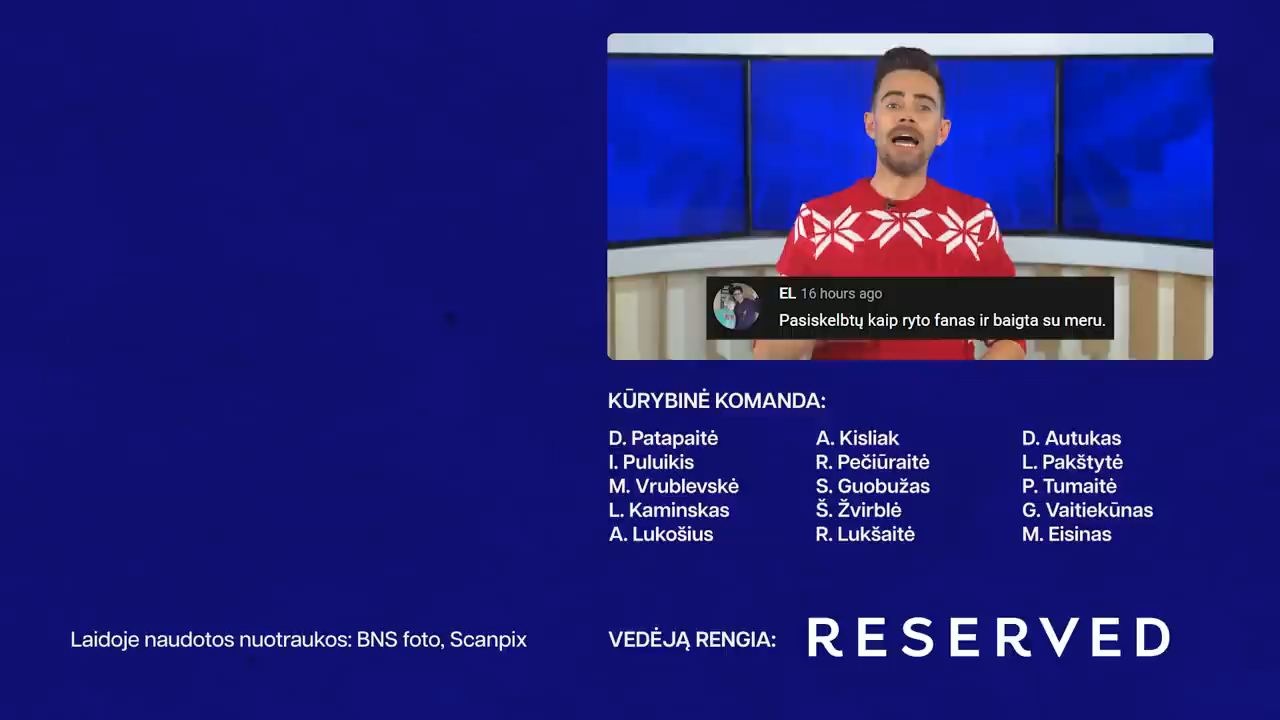 EL 16 hours ago
Pasiskelbtų kaip ryto fanas ir baigta su meru.
KŪRYBINĖ KOMANDA:
D. Patapaitė
I. Puluikis
M. Vrublevskė
L. Kaminskas
A. Lukošius
A. Kisliak
R. Pečiūraitė
S. Guobužas
Š. Žvirblė
R. Lukšaitė
D. Autukas
L. Pakštytė
P. Tumaitė
G. Vaitiekūnas
M. Eisinas
Laidoje naudotos nuotraukos: BNS foto, Scanpix
VEDĖJĄ RENGIA: RESERVED